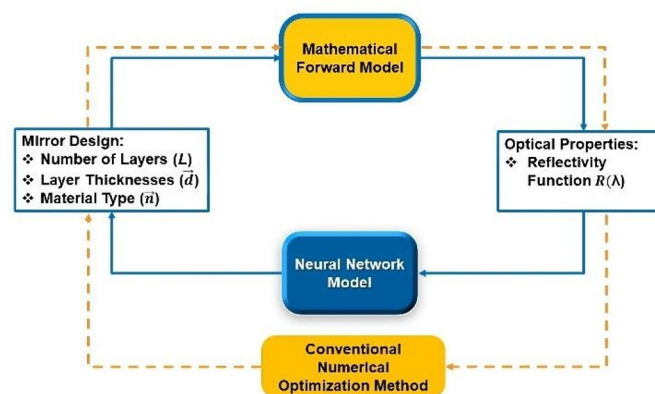 Mathematical
Forward Model
Mirror Design:
❖ Number of Layers (L)
❖ Layer Thicknesses (d⃗)
❖ Material Type (n⃗)
Optical Properties:
❖ Reflectivity
Function R(λ)
Neural Network
Model
Conventional
Numerical
Optimization Method